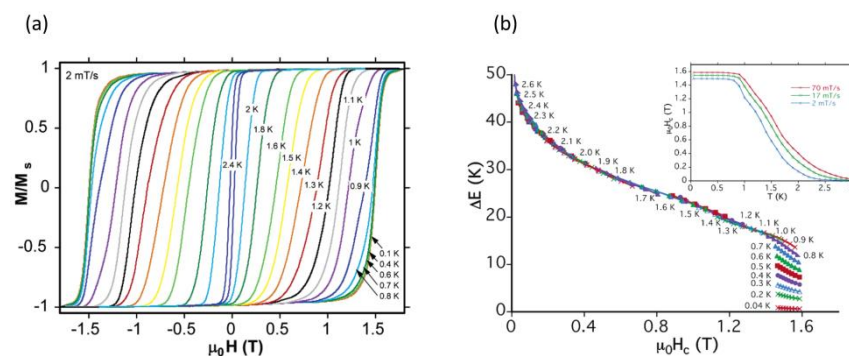 (a)
(b)
2 mT/s
1
0.5
0
-0.5
-1
M/Ms
-1.5
-1
-0.5
0
0.5
1
1.5
μ0H (T)
2.4 K
2 K
1.8 K
1.6 K
1.5 K
1.4 K
1.3 K
1.2 K
1.1 K
1 K
0.9 K
0.1 K
0.4 K
0.6 K
0.7 K
0.8 K
50
40
30
20
10
0
ΔE (K)
0
0.4
0.8
1.2
1.6
μ0Hc (T)
2.6 K
2.5 K
2.4 K
2.3 K
2.2 K
2.1 K
2.0 K
1.9 K
1.8 K
1.7 K
1.6 K
1.5 K
1.4 K
1.3 K
1.2 K
1.1 K
1.0 K
0.9 K
0.8 K
0.7 K
0.6 K
0.5 K
0.4 K
0.3 K
0.2 K
0.04 K
1.6
1.4
1.2
1.0
0.8
0.6
0.4
0.2
0.0
μ0Hc (T)
0.0
0.5
1.0
1.5
2.0
2.5
T (K)
70 mT/s
17 mT/s
2 mT/s